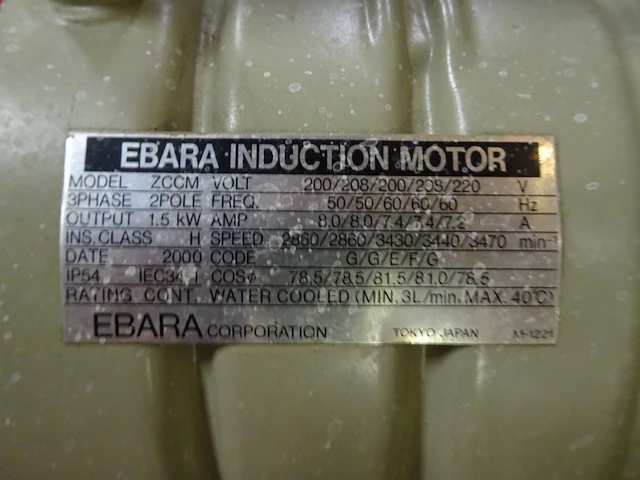 EBARA INDUCTION MOTOR
MODEL ZCCM VOLT 200/208/200/208/220 V
3PHASE 2POLE FREQ. 50/50/60/60/60 Hz
OUTPUT 1.5 kW AMP 8.0/8.0/7.4/7.4/7.2 A
INS. CLASS H SPEED 2860/2860/3430/3440/3470 min⁻¹
DATE 2000 CODE G/G/E/F/G
IP54 IEC34-1 COSφ 78.5/78.5/81.5/81.0/78.5
RATING CONT. WATER COOLED (MIN. 3L/min. MAX. 40℃)
EBARA CORPORATION TOKYO JAPAN M-1221